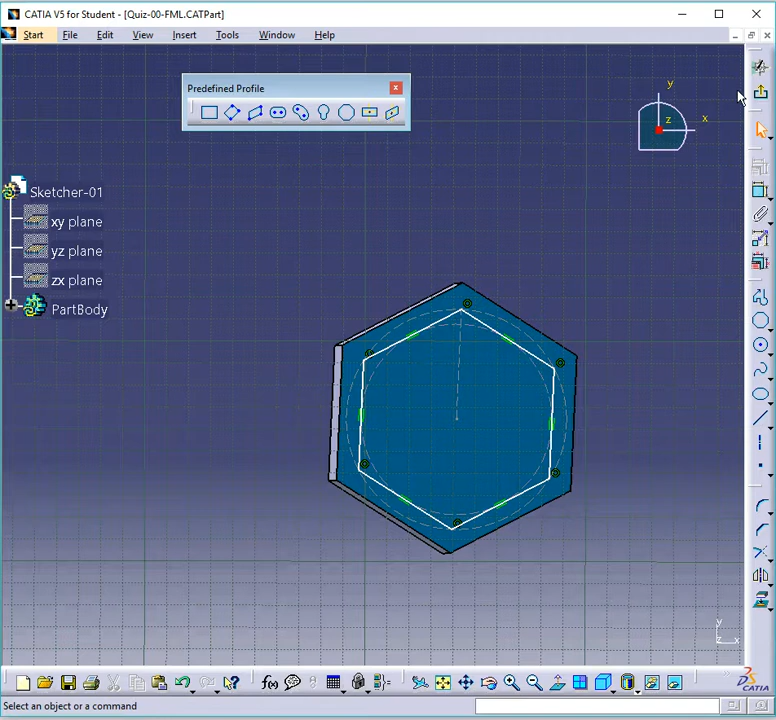 CATIA V5 for Student - [Quiz-00-FML.CATPart]
Start File Edit View Insert Tools Window Help
Predefined Profile
y
z x
Sketcher-01
xy plane
yz plane
zx plane
PartBody
y
z x
f(x)
CATIA
Select an object or a command